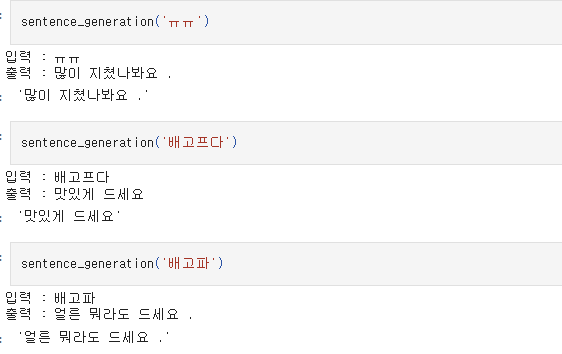 sentence_generation('ㅠㅠ')
입력 : ㅠㅠ
출력 : 많이 지쳤나봐요 .
'많이 지쳤나봐요 .'
sentence_generation('배고프다')
입력 : 배고프다
출력 : 맛있게 드세요
'맛있게 드세요'
sentence_generation('배고파')
입력 : 배고파
출력 : 얼른 뭐라도 드세요 .
'얼른 뭐라도 드세요 .'